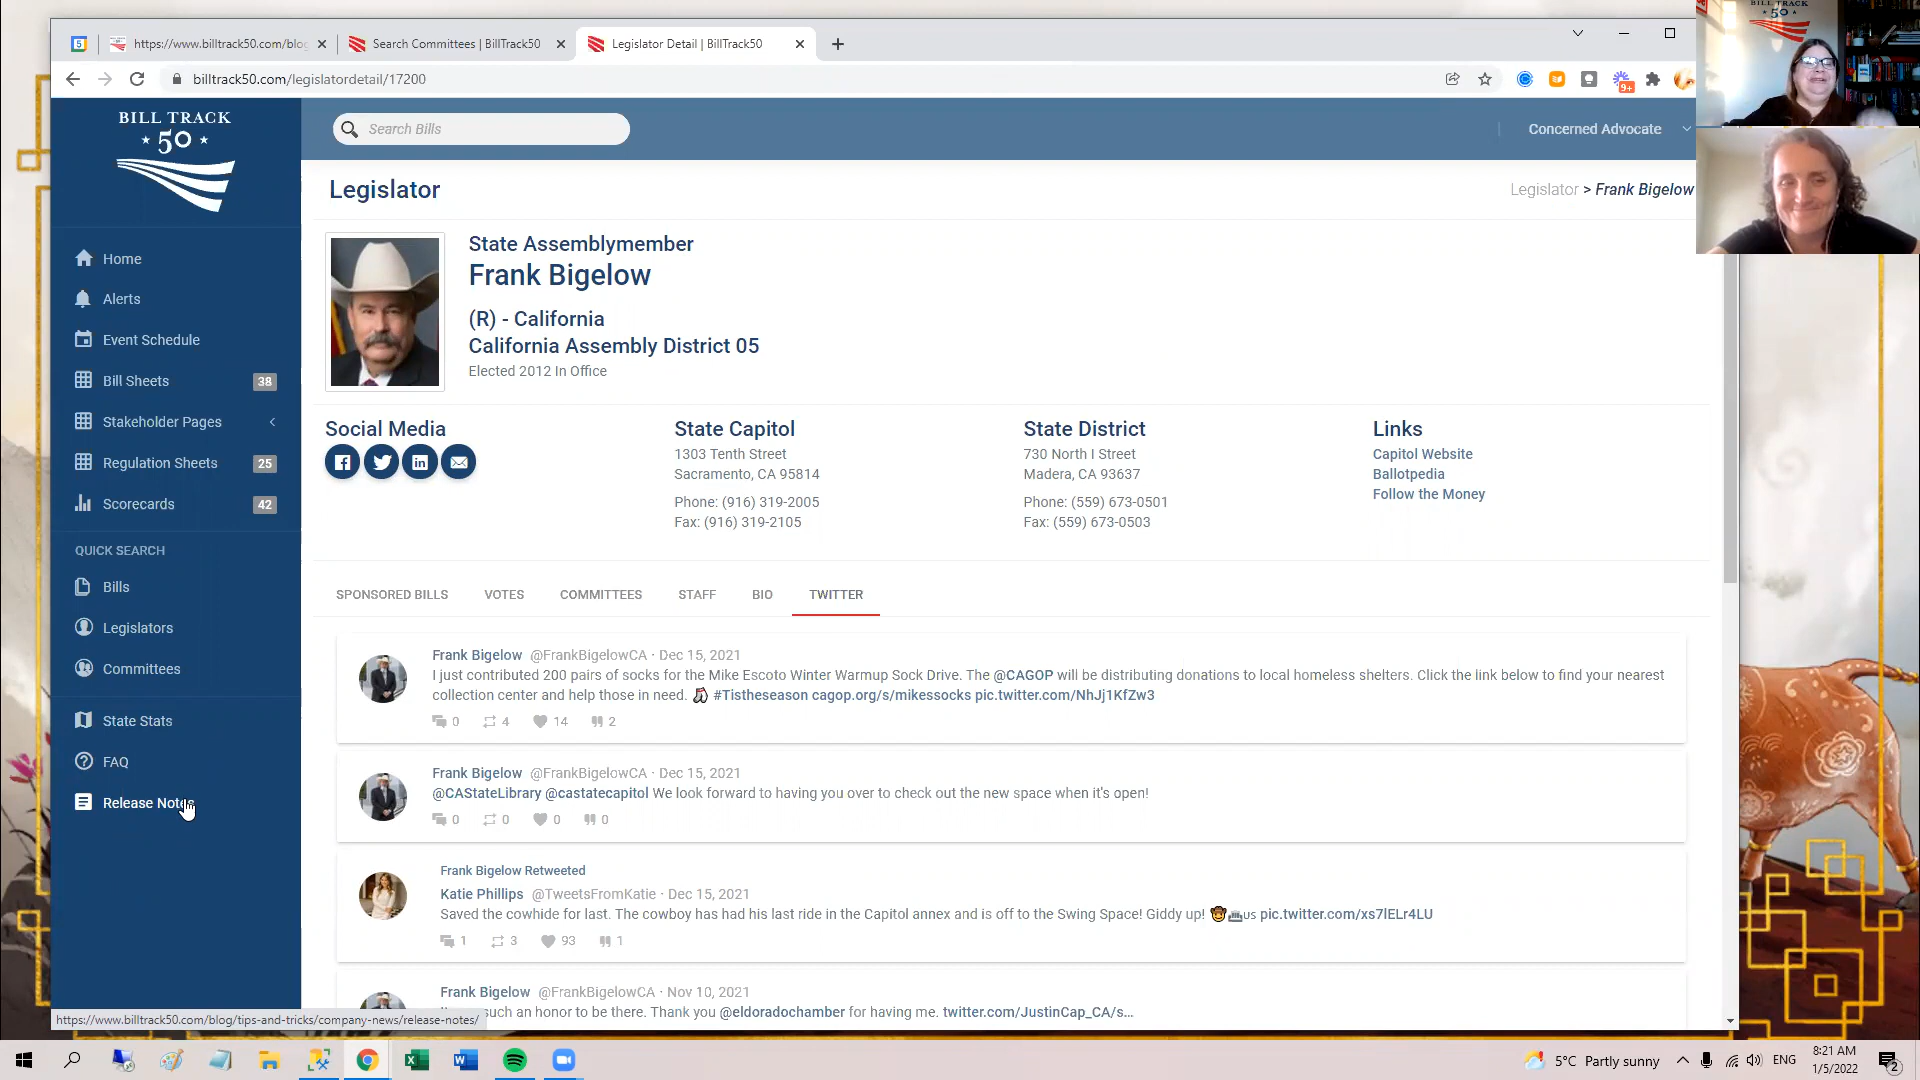 https://www.billtrack50.com/blog
Search Committees | BillTrack50
Legislator Detail | BillTrack50
billtrack50.com/legislatordetail/17200
9+
BILL TRACK
50
BILL TRACK
50
Search Bills
Concerned Advocate
Legislator
Legislator > Frank Bigelow
Home
Alerts
Event Schedule
Bill Sheets 38
Stakeholder Pages
Regulation Sheets 25
Scorecards 42
QUICK SEARCH
Bills
Legislators
Committees
State Stats
FAQ
Release Notes
State Assemblymember
Frank Bigelow
(R) - California
California Assembly District 05
Elected 2012 In Office
Social Media
State Capitol
1303 Tenth Street
Sacramento, CA 95814
Phone: (916) 319-2005
Fax: (916) 319-2105
State District
730 North I Street
Madera, CA 93637
Phone: (559) 673-0501
Fax: (559) 673-0503
Links
Capitol Website
Ballotpedia
Follow the Money
SPONSORED BILLS VOTES COMMITTEES STAFF BIO TWITTER
Frank Bigelow @FrankBigelowCA · Dec 15, 2021
I just contributed 200 pairs of socks for the Mike Escoto Winter Warmup Sock Drive. The @CAGOP will be distributing donations to local homeless shelters. Click the link below to find your nearest
collection center and help those in need. 🧦 #Tistheseason cagop.org/s/mikessocks pic.twitter.com/NhJj1KfZw3
0 4 14 2
Frank Bigelow @FrankBigelowCA · Dec 15, 2021
@CAStateLibrary @castatecapitol We look forward to having you over to check out the new space when it's open!
0 0 0 0
Frank Bigelow Retweeted
Katie Phillips @TweetsFromKatie · Dec 15, 2021
Saved the cowhide for last. The cowboy has had his last ride in the Capitol annex and is off to the Swing Space! Giddy up! 🤠 us pic.twitter.com/xs7lELr4LU
1 3 93 1
Frank Bigelow @FrankBigelowCA · Nov 10, 2021
such an honor to be there. Thank you @eldoradochamber for having me. twitter.com/JustinCap_CA/s...
https://www.billtrack50.com/blog/tips-and-tricks/company-news/release-notes/
5°C Partly sunny
ENG
8:21 AM
1/5/2022
2